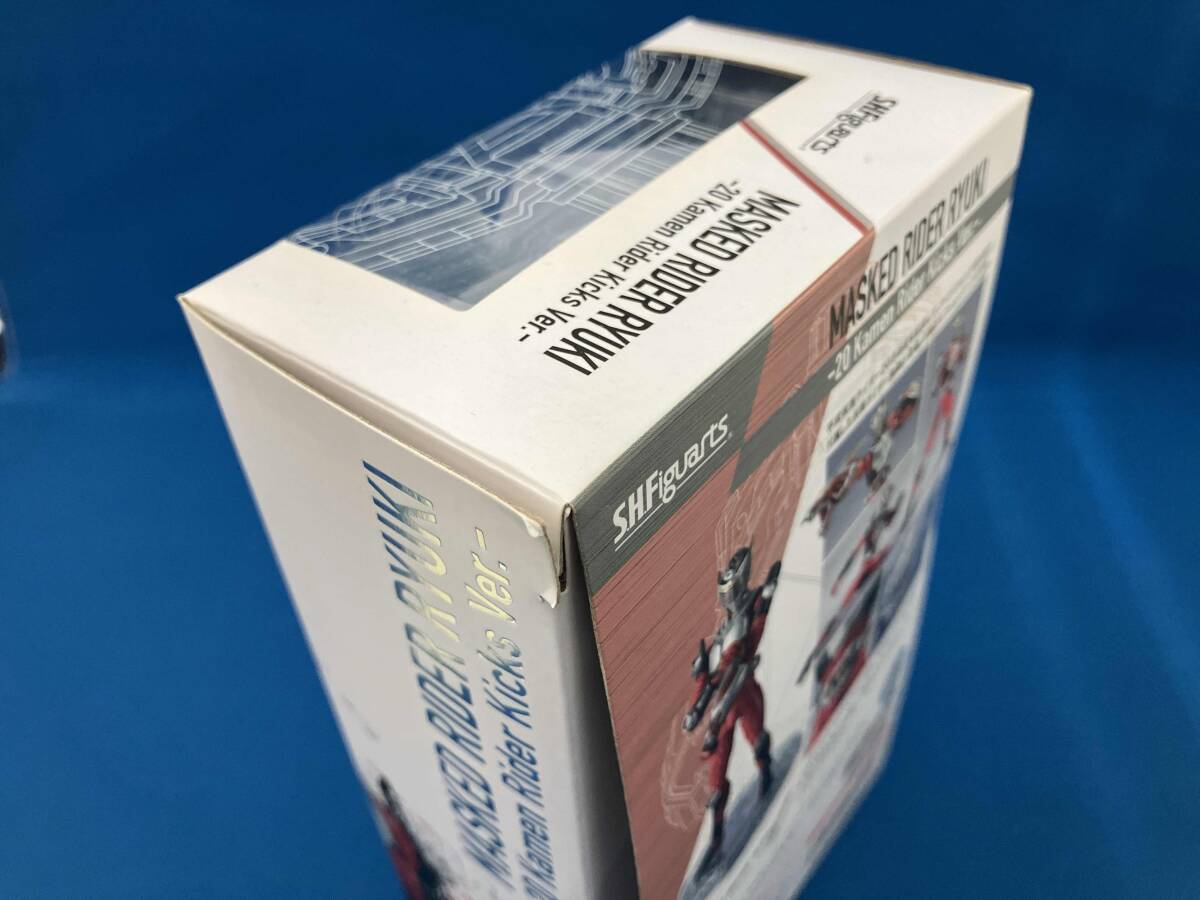 S.H.Figuarts
MASKED RIDER RYUKI
-20 Kamen Rider Kicks Ver.-
S.H.Figuarts
MASKED RIDER RYUKI
-20 Kamen Rider Kicks Ver.-
MASKED RIDER RYUKI
Kamen Rider Kicks Ver.-